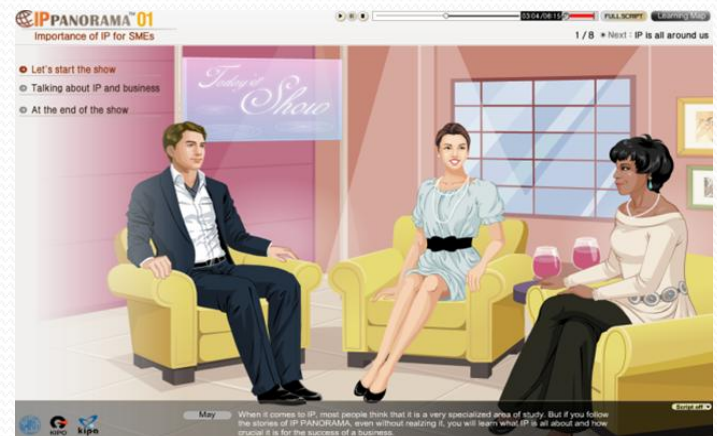 IP PANORAMA™ 01
Importance of IP for SMEs
03:04/08:15
FULL SCRIPT
Learning Map
1 / 8 Next : IP is all around us
Let's start the show
Talking about IP and business
At the end of the show
Today's
Show
Script off
May
When it comes to IP, most people think that it is a very specialized area of study. But if you follow
the stories of IP PANORAMA, even without realizing it, you will learn what IP is all about and how
crucial it is for the success of a business.
KIPO
kipa